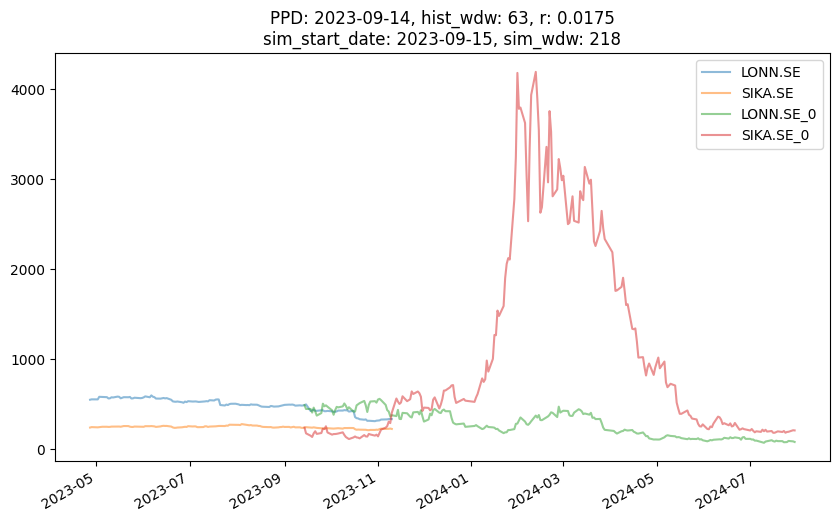 PPD: 2023-09-14, hist_wdw: 63, r: 0.0175
sim_start_date: 2023-09-15, sim_wdw: 218
LONN.SE
SIKA.SE
LONN.SE_0
SIKA.SE_0
4000
3000
2000
1000
0
2023-05
2023-07
2023-09
2023-11
2024-01
2024-03
2024-05
2024-07